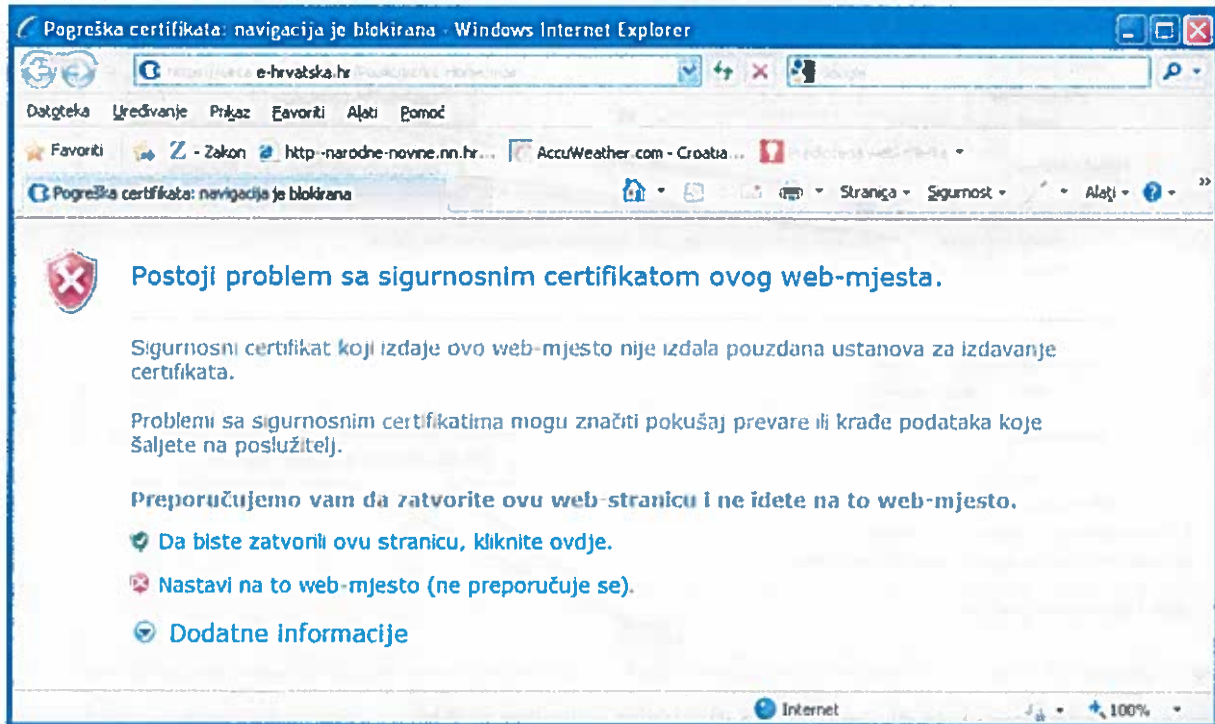 Pogreška certifikata: navigacija je blokirana - Windows Internet Explorer
e-hrvatska.hr Google
Datoteka Uređivanje Prikaz Favoriti Alati Pomoć
Favoriti Z - Zakon http--narodne-novine.nn.hr... AccuWeather.com - Croatia...
Pogreška certifikata: navigacija je blokirana Stranica Sigurnost Alati »
Postoji problem sa sigurnosnim certifikatom ovog web-mjesta.
Sigurnosni certifikat koji izdaje ovo web-mjesto nije izdala pouzdana ustanova za izdavanje
certifikata.
Problemi sa sigurnosnim certifikatima mogu značiti pokušaj prevare ili krađe podataka koje
šaljete na poslužitelj.
Preporučujemo vam da zatvorite ovu web-stranicu i ne idete na to web-mjesto.
Da biste zatvorili ovu stranicu, kliknite ovdje.
Nastavi na to web-mjesto (ne preporučuje se).
Dodatne informacije
Internet 100%